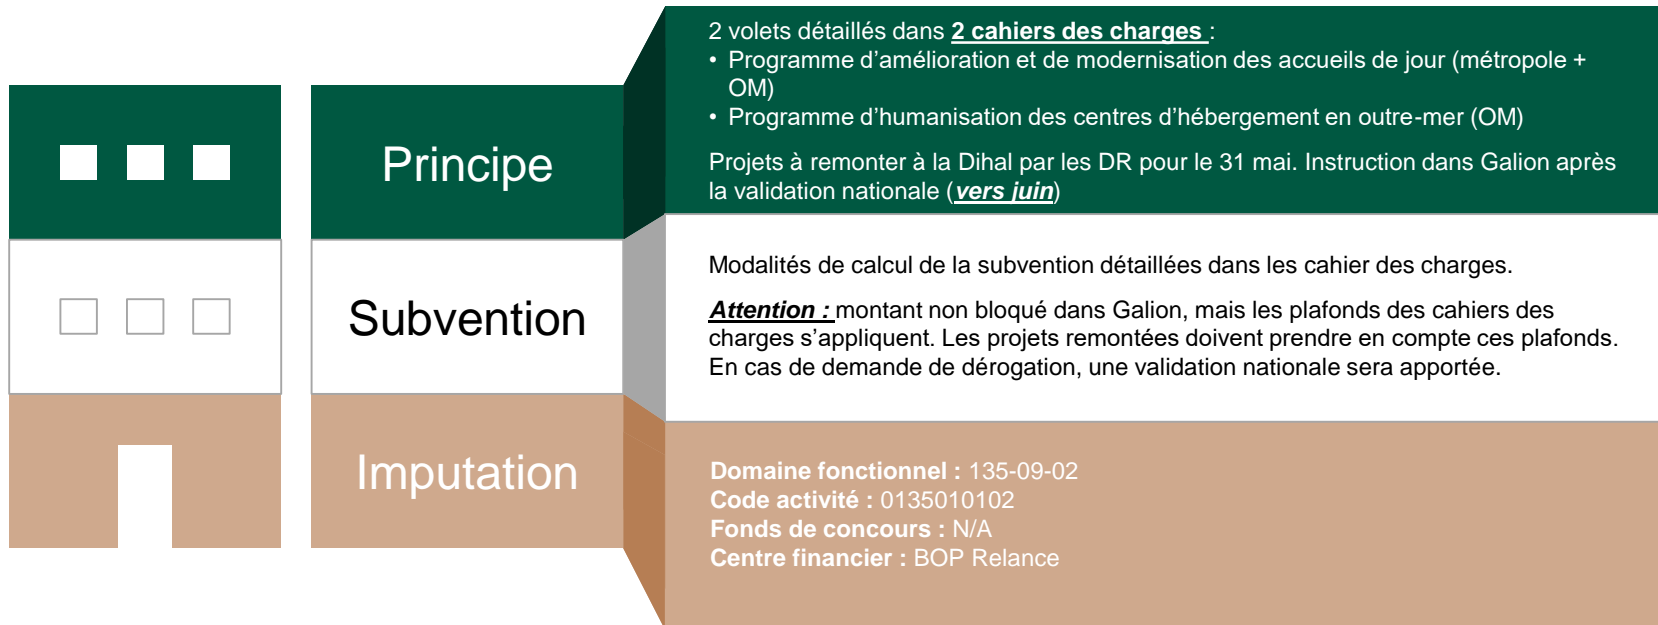 2 volets détaillés dans 2 cahiers des charges :
• Programme d’amélioration et de modernisation des accueils de jour (métropole +
OM)
• Programme d’humanisation des centres d’hébergement en outre-mer (OM)
Principe
Projets à remonter à la Dihal par les DR pour le 31 mai. Instruction dans Galion après
la validation nationale (vers juin)
Modalités de calcul de la subvention détaillées dans les cahier des charges.
Subvention
Attention : montant non bloqué dans Galion, mais les plafonds des cahiers des
charges s’appliquent. Les projets remontées doivent prendre en compte ces plafonds.
En cas de demande de dérogation, une validation nationale sera apportée.
Imputation
Domaine fonctionnel : 135-09-02
Code activité : 0135010102
Fonds de concours : N/A
Centre financier : BOP Relance